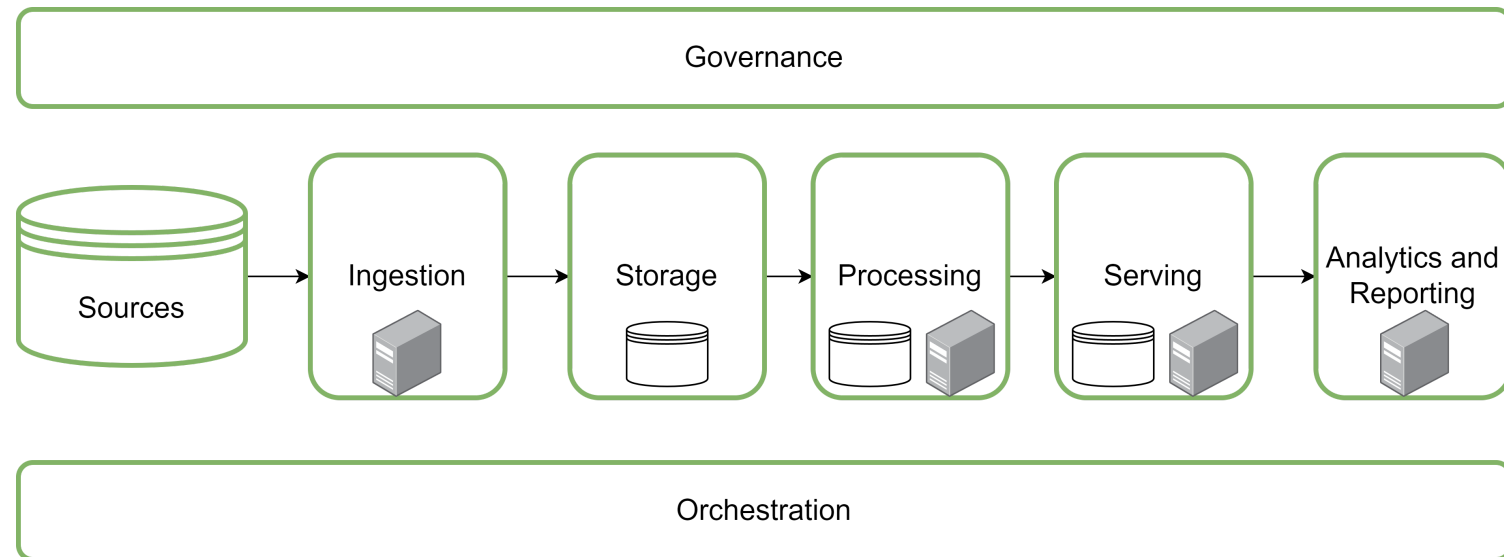 Governance
Sources
Ingestion
Storage
Processing
Serving
Analytics and
Reporting
Orchestration